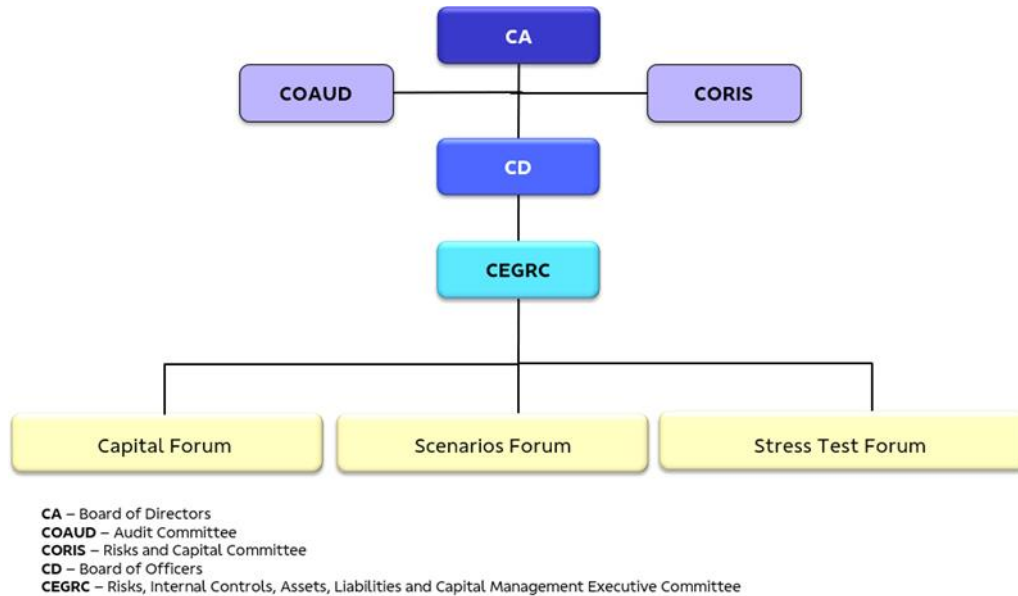 CA
COAUD
CORIS
CD
CEGRC
Capital Forum
Scenarios Forum
Stress Test Forum
CA – Board of Directors
COAUD – Audit Committee
CORIS – Risks and Capital Committee
CD – Board of Officers
CEGRC – Risks, Internal Controls, Assets, Liabilities and Capital Management Executive Committee